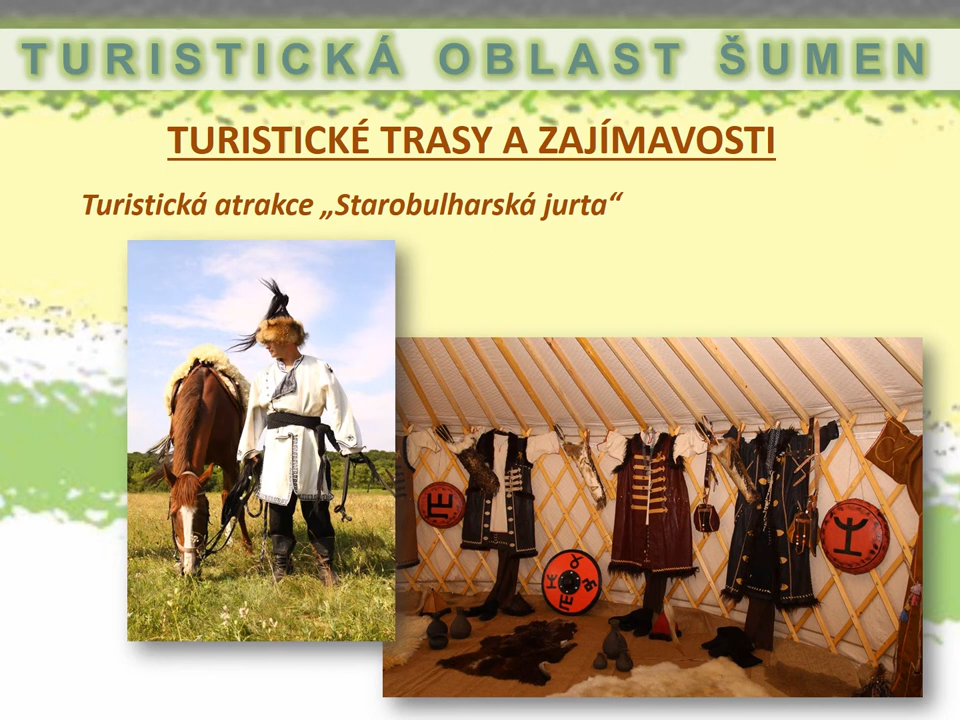 TURISTICKÁ OBLAST ŠUMEN
TURISTICKÉ TRASY A ZAJÍMAVOSTI
Turistická atrakce „Starobulharská jurta“